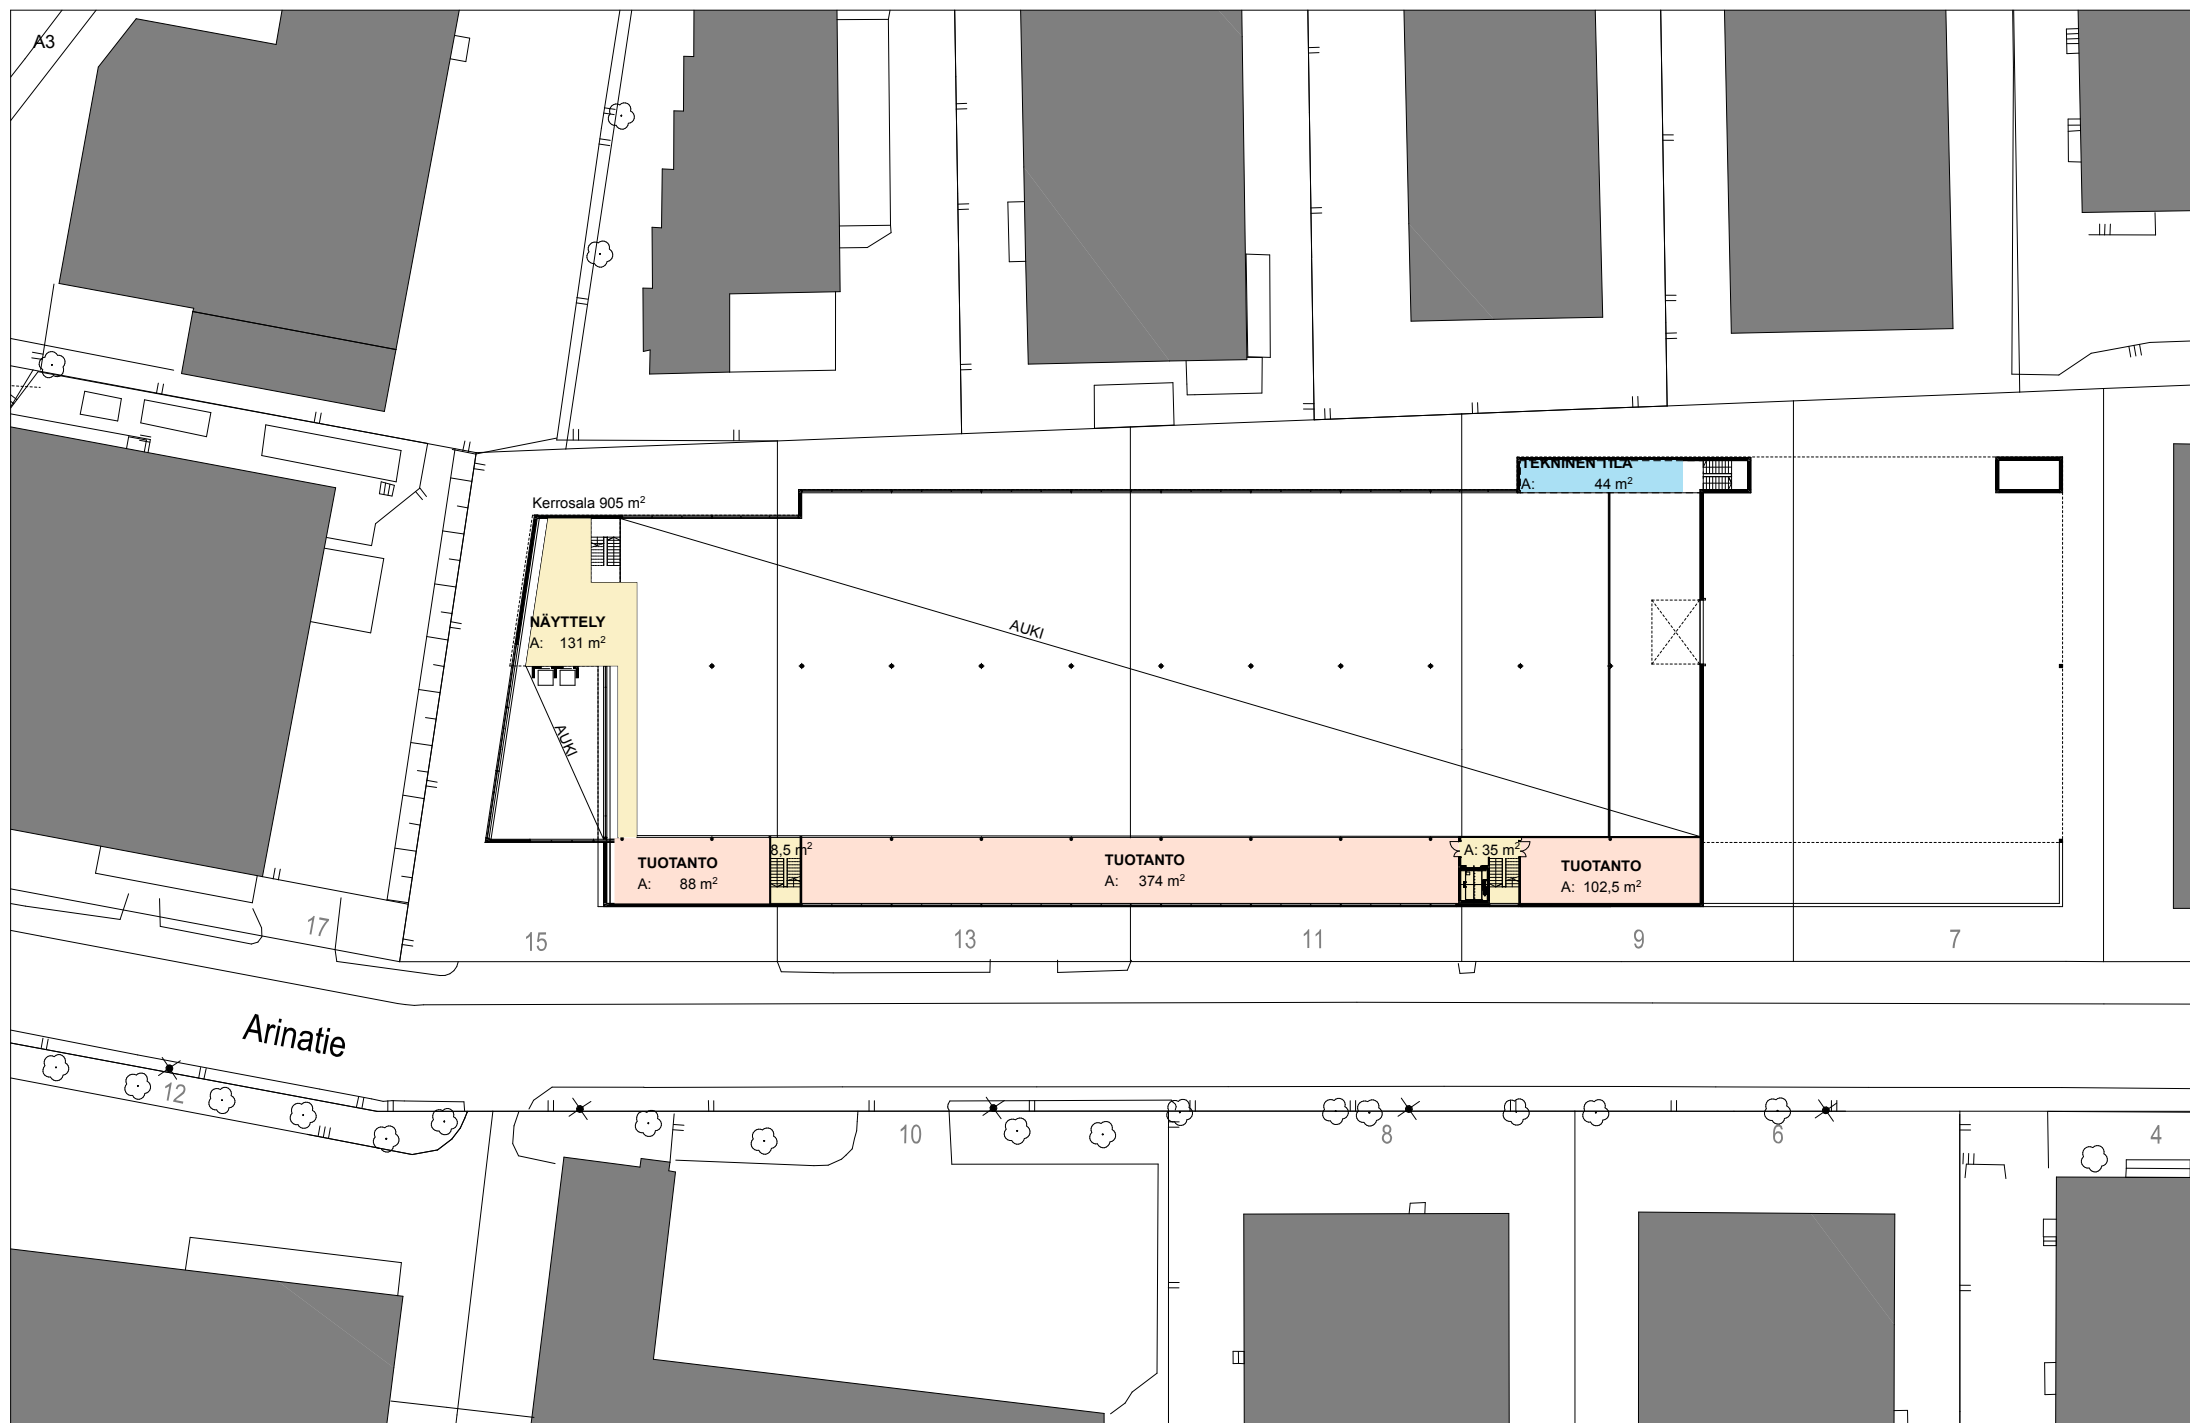 A3
TEKNINEN TILA
A: 44 m²
Kerrosala 905 m²
NÄYTTELY
A: 131 m²
AUKI
AUKI
8,5 m²
TUOTANTO
A: 88 m²
TUOTANTO
A: 374 m²
A: 35 m²
TUOTANTO
A: 102,5 m²
17
15
13
11
9
7
Arinatie
12
10
8
6
4